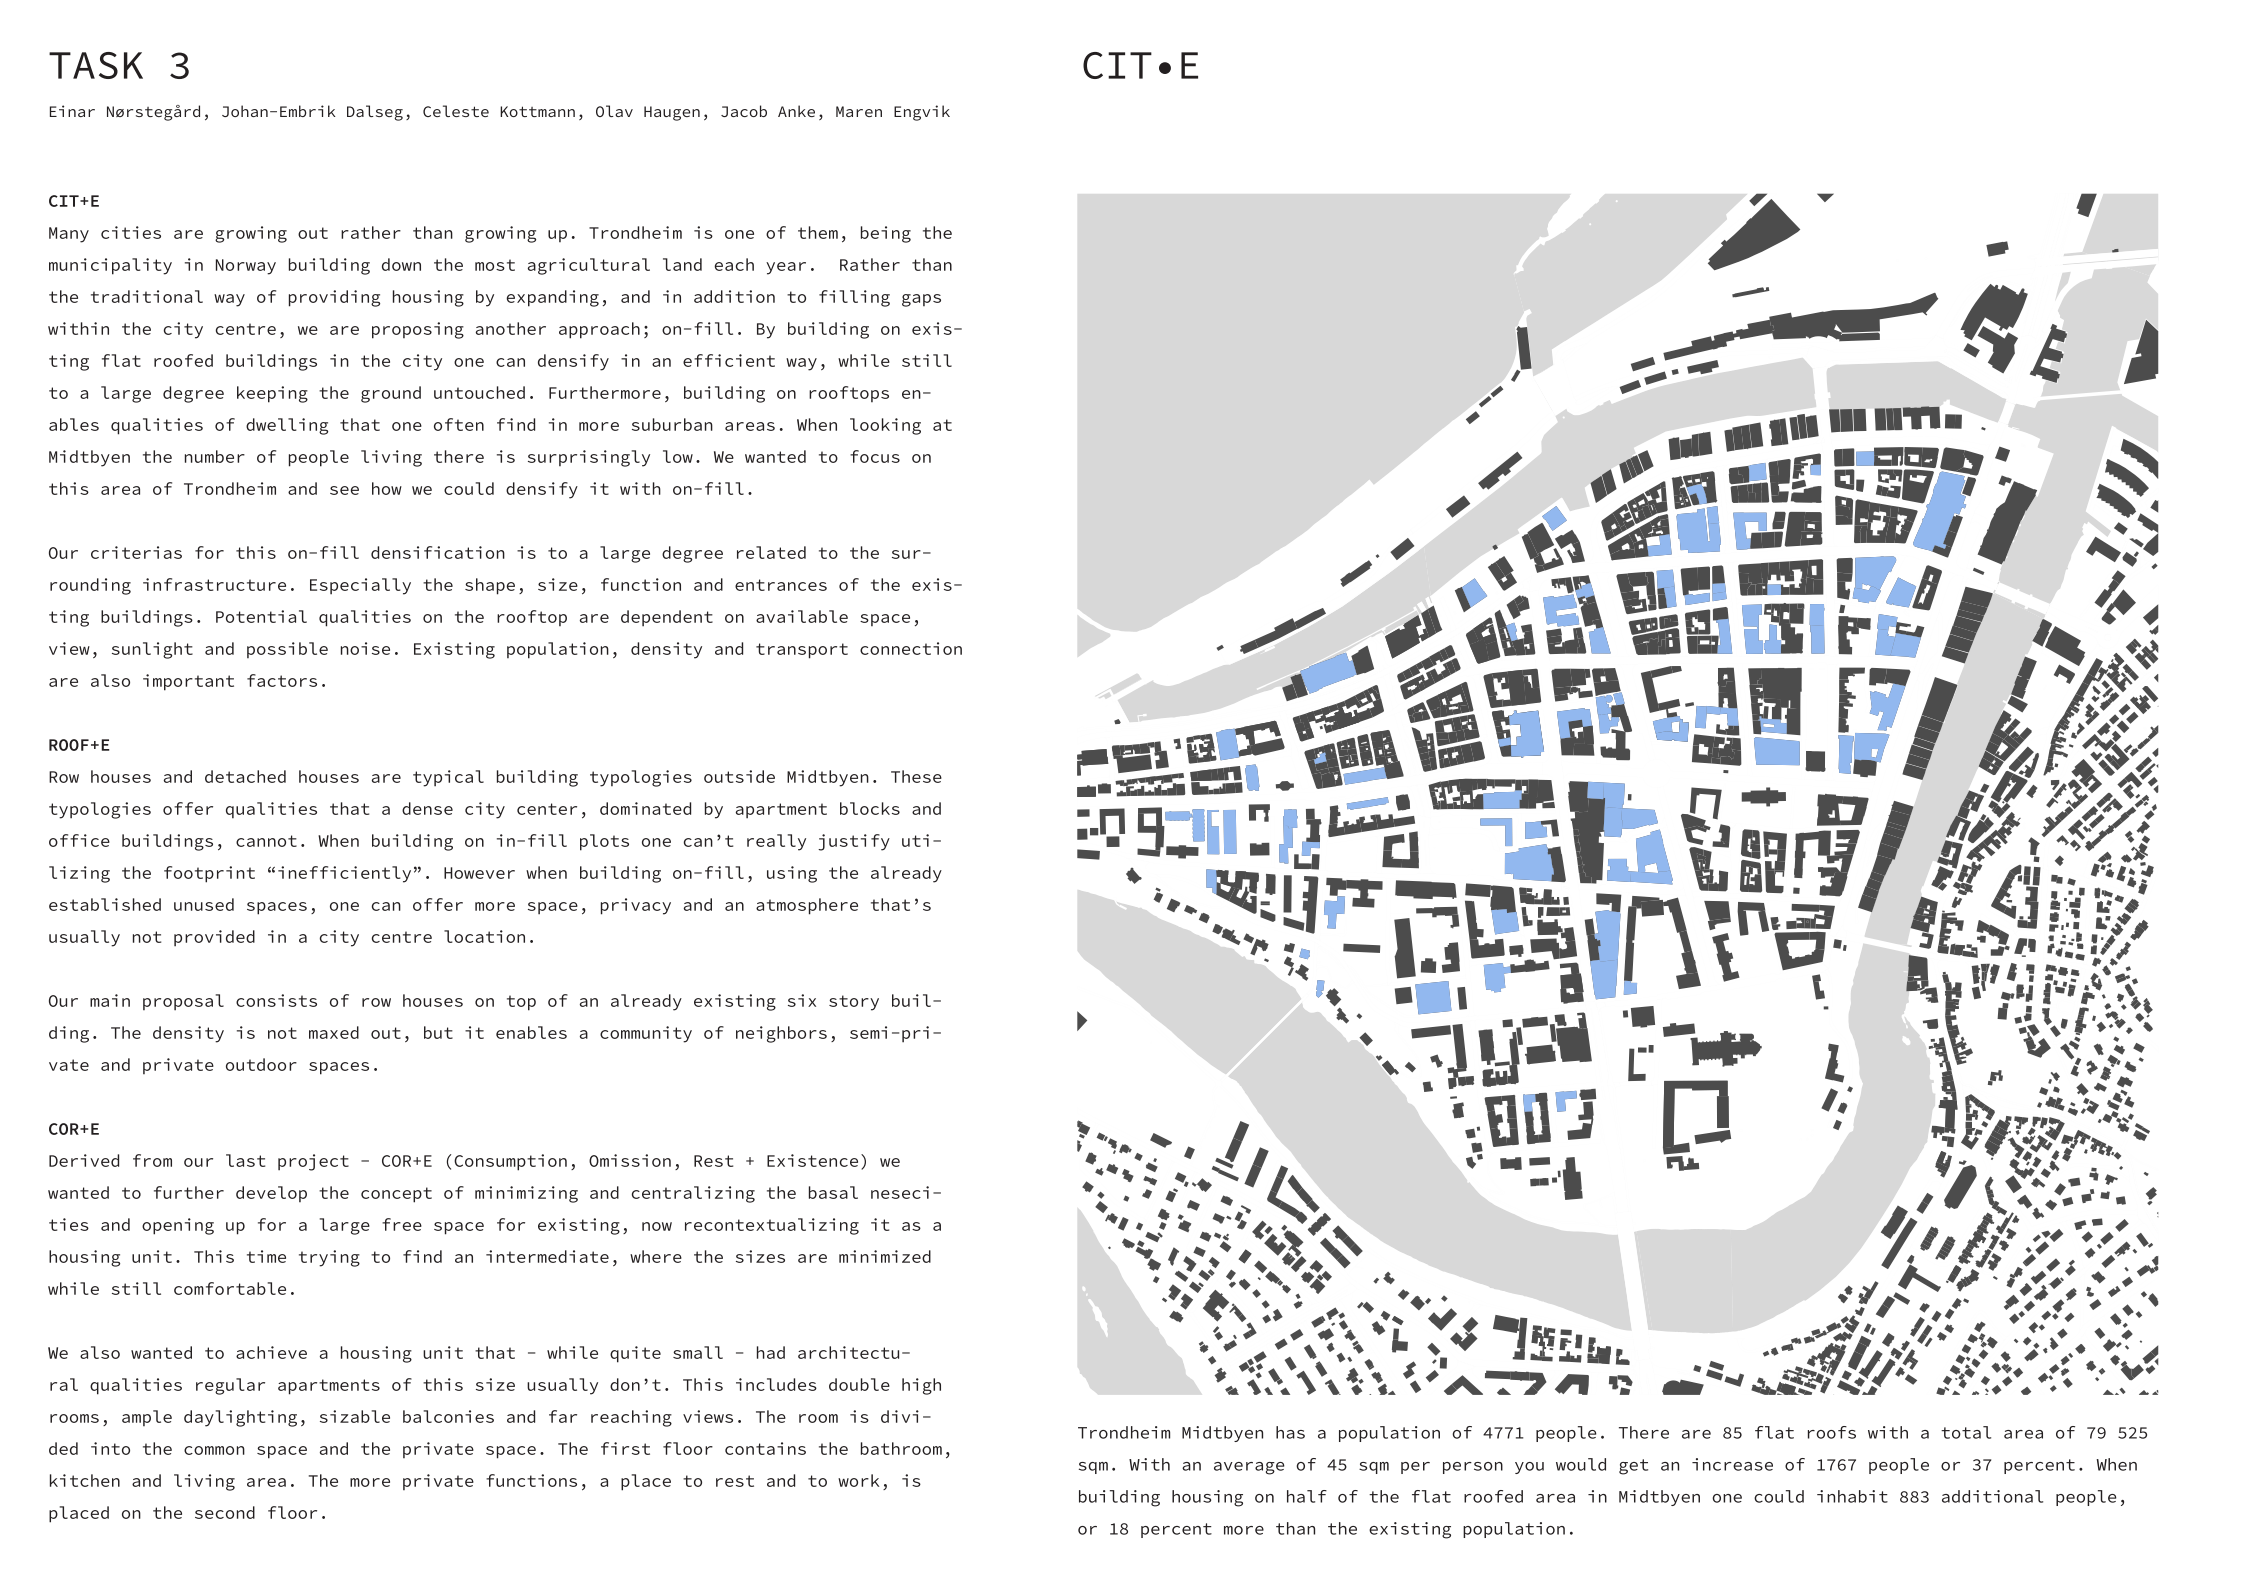 TASK 3
Einar Nørstegård, Johan-Embrik Dalseg, Celeste Kottmann, Olav Haugen, Jacob Anke, Maren Engvik
CIT+E
Many cities are growing out rather than growing up. Trondheim is one of them, being the
municipality in Norway building down the most agricultural land each year.  Rather than
the traditional way of providing housing by expanding, and in addition to filling gaps
within the city centre, we are proposing another approach; on-fill. By building on exis-
ting flat roofed buildings in the city one can densify in an efficient way, while still
to a large degree keeping the ground untouched. Furthermore, building on rooftops en-
ables qualities of dwelling that one often find in more suburban areas. When looking at
Midtbyen the number of people living there is surprisingly low. We wanted to focus on
this area of Trondheim and see how we could densify it with on-fill.
Our criterias for this on-fill densification is to a large degree related to the sur-
rounding infrastructure. Especially the shape, size, function and entrances of the exis-
ting buildings. Potential qualities on the rooftop are dependent on available space,
view, sunlight and possible noise. Existing population, density and transport connection
are also important factors.
ROOF+E
Row houses and detached houses are typical building typologies outside Midtbyen. These
typologies offer qualities that a dense city center, dominated by apartment blocks and
office buildings, cannot. When building on in-fill plots one can’t really justify uti-
lizing the footprint “inefficiently”. However when building on-fill, using the already
established unused spaces, one can offer more space, privacy and an atmosphere that’s
usually not provided in a city centre location.
Our main proposal consists of row houses on top of an already existing six story buil-
ding. The density is not maxed out, but it enables a community of neighbors, semi-pri-
vate and private outdoor spaces.
COR+E
Derived from our last project - COR+E (Consumption, Omission, Rest + Existence) we
wanted to further develop the concept of minimizing and centralizing the basal neseci-
ties and opening up for a large free space for existing, now recontextualizing it as a
housing unit. This time trying to find an intermediate, where the sizes are minimized
while still comfortable.
We also wanted to achieve a housing unit that - while quite small - had architectu-
ral qualities regular apartments of this size usually don’t. This includes double high
rooms, ample daylighting, sizable balconies and far reaching views. The room is divi-
ded into the common space and the private space. The first floor contains the bathroom,
kitchen and living area. The more private functions, a place to rest and to work, is
placed on the second floor.
CIT•E
Trondheim Midtbyen has a population of 4771 people. There are 85 flat roofs with a total area of 79 525
sqm. With an average of 45 sqm per person you would get an increase of 1767 people or 37 percent. When
building housing on half of the flat roofed area in Midtbyen one could inhabit 883 additional people,
or 18 percent more than the existing population.